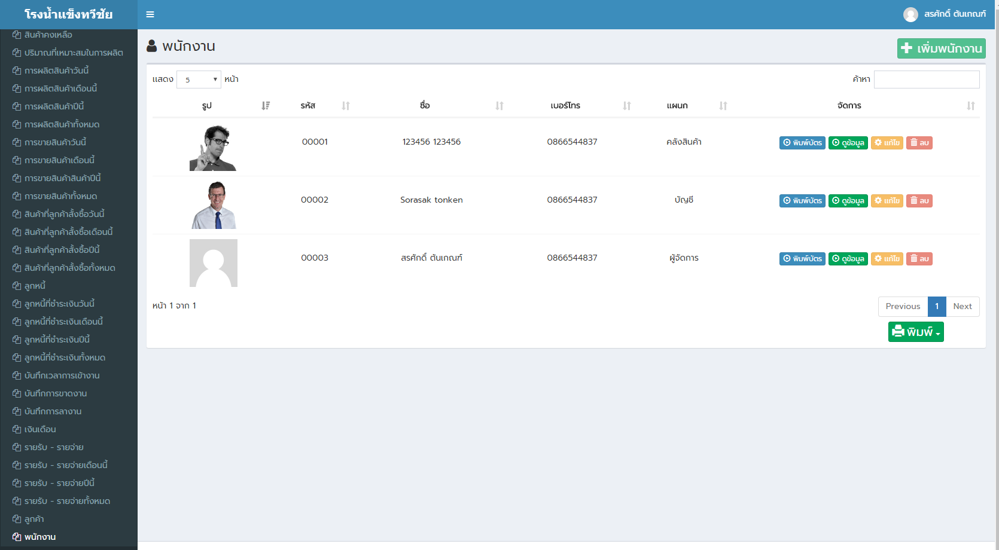 โรงน้ำแข็งทวีชัย
สรศักดิ์ ตันเกณฑ์
สินค้าคงเหลือ
ปริมาณที่เหมาะสมในการผลิต
การผลิตสินค้าวันนี้
การผลิตสินค้าเดือนนี้
การผลิตสินค้าปีนี้
การผลิตสินค้าทั้งหมด
การขายสินค้าวันนี้
การขายสินค้าเดือนนี้
การขายสินค้าสินค้าปีนี้
การขายสินค้าทั้งหมด
สินค้าที่ลูกค้าสั้งซื้อวันนี้
สินค้าที่ลูกค้าสั้งซื้อเดือนนี้
สินค้าที่ลูกค้าสั้งซื้อปีนี้
สินค้าที่ลูกค้าสั้งซื้อทั้งหมด
ลูกหนี้
ลูกหนี้ที่ชำระเงินวันนี้
ลูกหนี้ที่ชำระเงินเดือนนี้
ลูกหนี้ที่ชำระเงินปีนี้
ลูกหนี้ที่ชำระเงินทั้งหมด
บันทึกเวลาการเข้างาน
บันทึกการขาดงาน
บันทึกการลางาน
เงินเดือน
รายรับ - รายจ่าย
รายรับ - รายจ่ายเดือนนี้
รายรับ - รายจ่ายปีนี้
รายรับ - รายจ่ายทั้งหมด
ลูกค้า
พนักงาน
พนักงาน
เพิ่มพนักงาน
แสดง 5 หน้า
ค้าหา
รูป รหัส ชื่อ เบอร์โทร แผนก จัดการ
00001 123456 123456 0866544837 คลังสินค้า พิมพ์บัตร ดูข้อมูล แก้ไข ลบ
00002 Sorasak tonken 0866544837 บัญชี พิมพ์บัตร ดูข้อมูล แก้ไข ลบ
00003 สรศักดิ์ ตันเกณฑ์ 0866544837 ผู้จัดการ พิมพ์บัตร ดูข้อมูล แก้ไข ลบ
หน้า 1 จาก 1
Previous 1 Next
พิมพ์